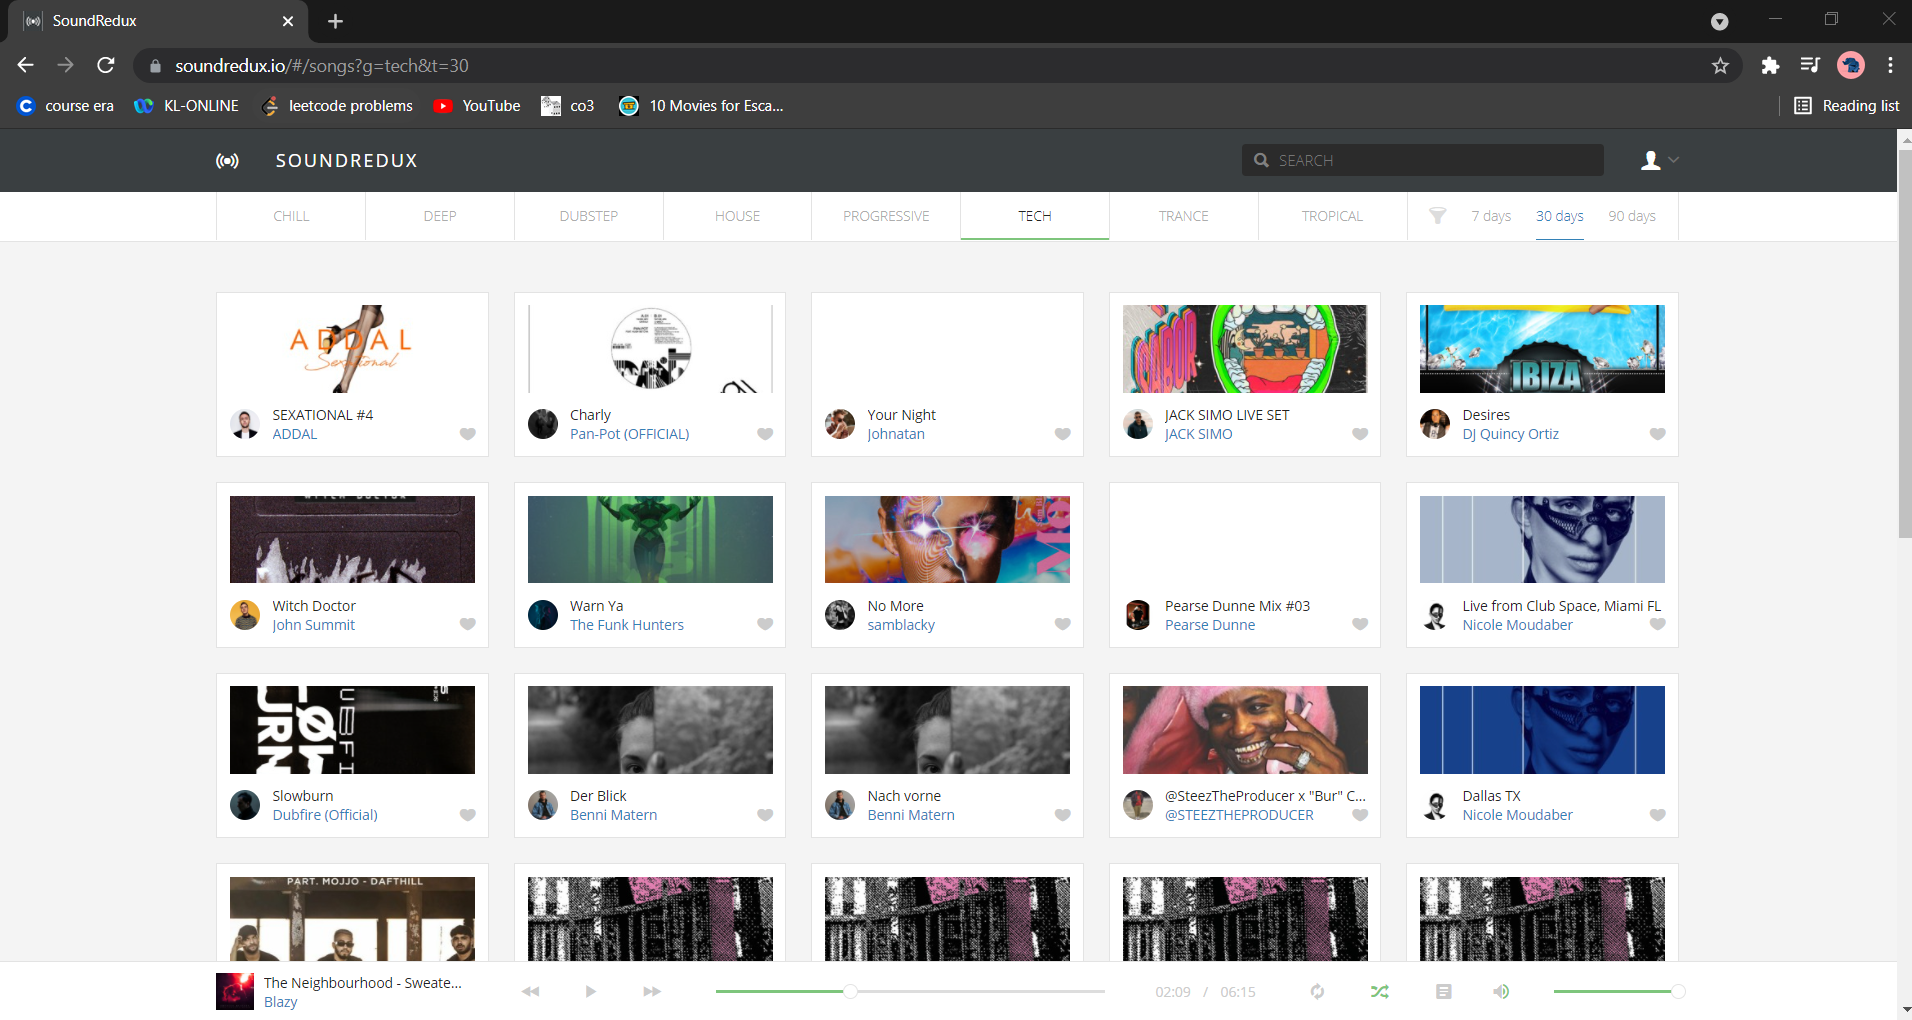 SoundRedux
soundredux.io/#/songs?g=tech&t=30
course era
KL-ONLINE
leetcode problems
YouTube
co3
10 Movies for Esca...
Reading list
SOUNDREDUX
SEARCH
CHILL
DEEP
DUBSTEP
HOUSE
PROGRESSIVE
TECH
TRANCE
TROPICAL
7 days
30 days
90 days
ADDAL
Sexational
IBIZA
SEXATIONAL #4
ADDAL
Charly
Pan-Pot (OFFICIAL)
Your Night
Johnatan
JACK SIMO LIVE SET
JACK SIMO
Desires
DJ Quincy Ortiz
Witch Doctor
John Summit
Warn Ya
The Funk Hunters
No More
samblacky
Pearse Dunne Mix #03
Pearse Dunne
Live from Club Space, Miami FL
Nicole Moudaber
Slowburn
Dubfire (Official)
Der Blick
Benni Matern
Nach vorne
Benni Matern
@SteezTheProducer x "Bur" C...
@STEEZTHEPRODUCER
Dallas TX
Nicole Moudaber
PART. MOJJO - DAFTHILL
The Neighbourhood - Sweate...
Blazy
02:09 / 06:15